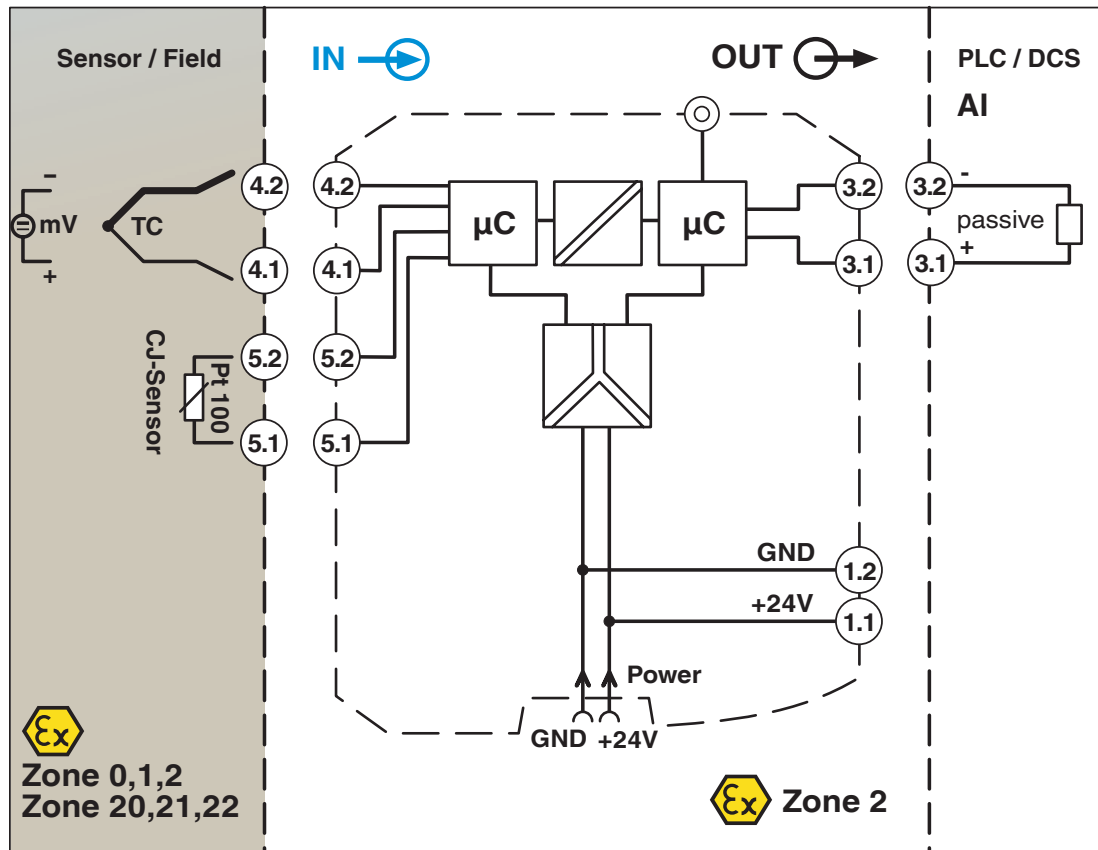 Sensor / Field
IN
OUT
PLC / DCS
AI
4.2
4.2
3.2
3.2
-
-
mV
TC
µC
µC
passive
+
+
4.1
4.1
3.1
3.1
CJ-Sensor
Pt 100
5.2
5.2
5.1
5.1
GND
1.2
+24V
1.1
Power
GND +24V
Ex
Zone 0,1,2
Zone 20,21,22
Ex Zone 2